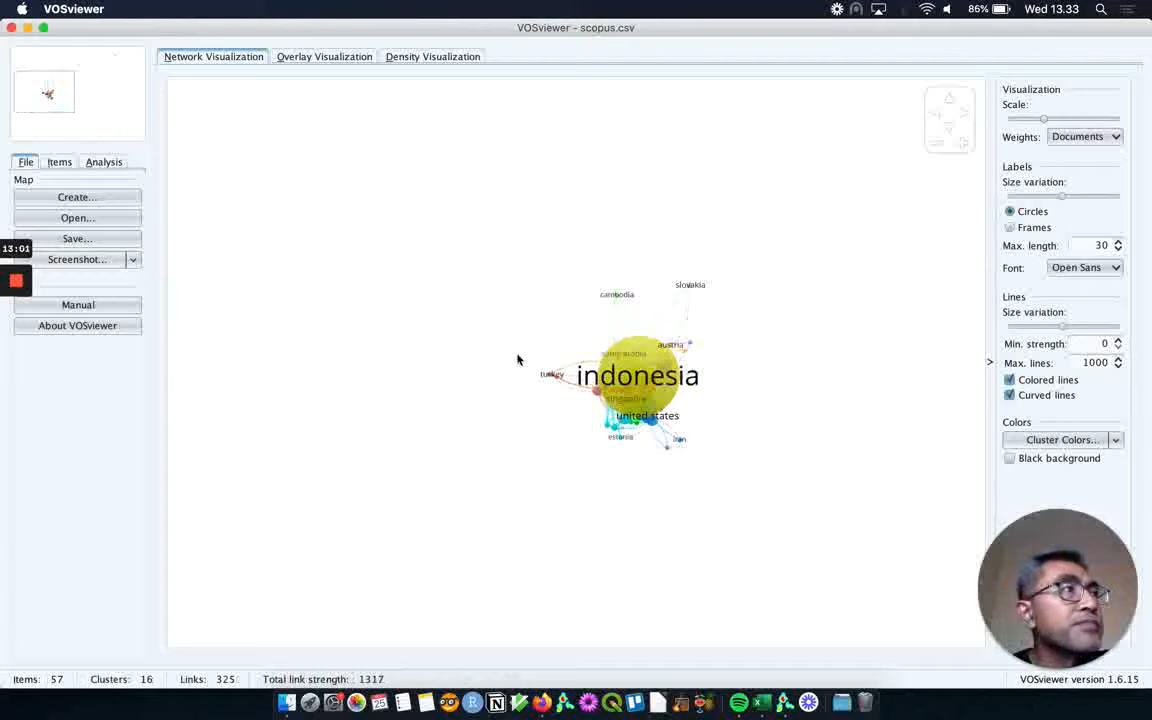 VOSviewer
86%
Wed 13.33
VOSviewer - scopus.csv
Network Visualization
Overlay Visualization
Density Visualization
File
Items
Analysis
Map
Create...
Open...
Save...
13:01
Screenshot...
Manual
About VOSviewer
slovakia
cambodia
austria
turkey
indonesia
singapore
united states
estonia
iran
Visualization
Scale:
Weights:
Documents
Labels
Size variation:
Circles
Frames
Max. length:
30
Font:
Open Sans
Lines
Size variation:
Min. strength:
0
Max. lines:
1000
Colored lines
Curved lines
Colors
Cluster Colors...
Black background
Items: 57
Clusters: 16
Links: 325
Total link strength: 1317
VOSviewer version 1.6.15